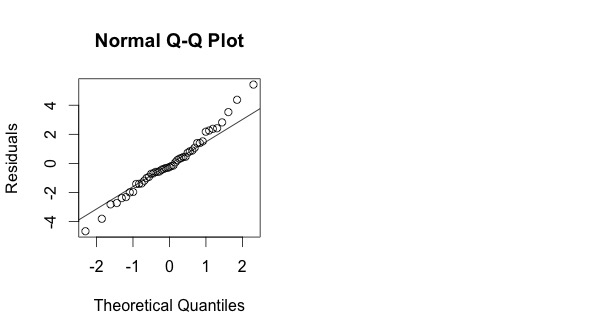 Normal Q-Q Plot
Residuals
4
2
0
-2
-4
-2 -1 0 1 2
Theoretical Quantiles